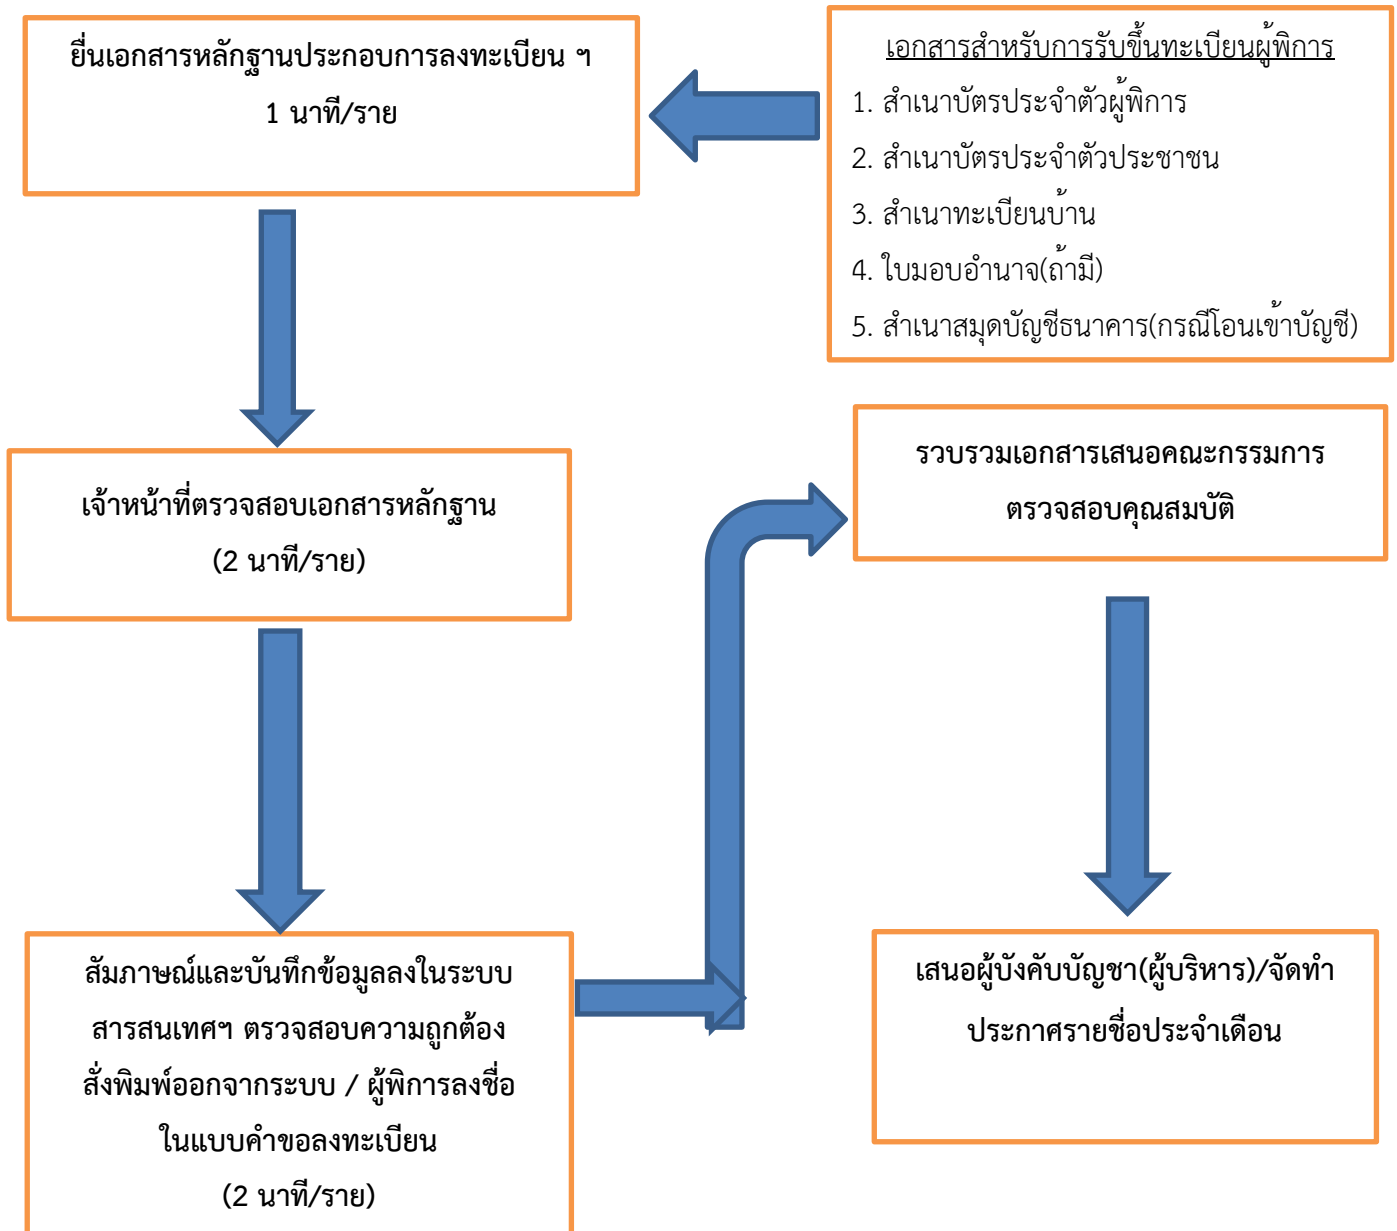 ยื่นเอกสารหลักฐานประกอบการลงทะเบียน ฯ
1 นาที/ราย
เอกสารสำหรับการรับขึ้นทะเบียนผู้พิการ
1. สำเนาบัตรประจำตัวผู้พิการ
2. สำเนาบัตรประจำตัวประชาชน
3. สำเนาทะเบียนบ้าน
4. ใบมอบอำนาจ(ถ้ามี)
5. สำเนาสมุดบัญชีธนาคาร(กรณีโอนเข้าบัญชี)
เจ้าหน้าที่ตรวจสอบเอกสารหลักฐาน
(2 นาที/ราย)
สัมภาษณ์และบันทึกข้อมูลลงในระบบ
สารสนเทศฯ ตรวจสอบความถูกต้อง
สั่งพิมพ์ออกจากระบบ / ผู้พิการลงชื่อ
ในแบบคำขอลงทะเบียน
(2 นาที/ราย)
รวบรวมเอกสารเสนอคณะกรรมการ
ตรวจสอบคุณสมบัติ
เสนอผู้บังคับบัญชา(ผู้บริหาร)/จัดทำ
ประกาศรายชื่อประจำเดือน